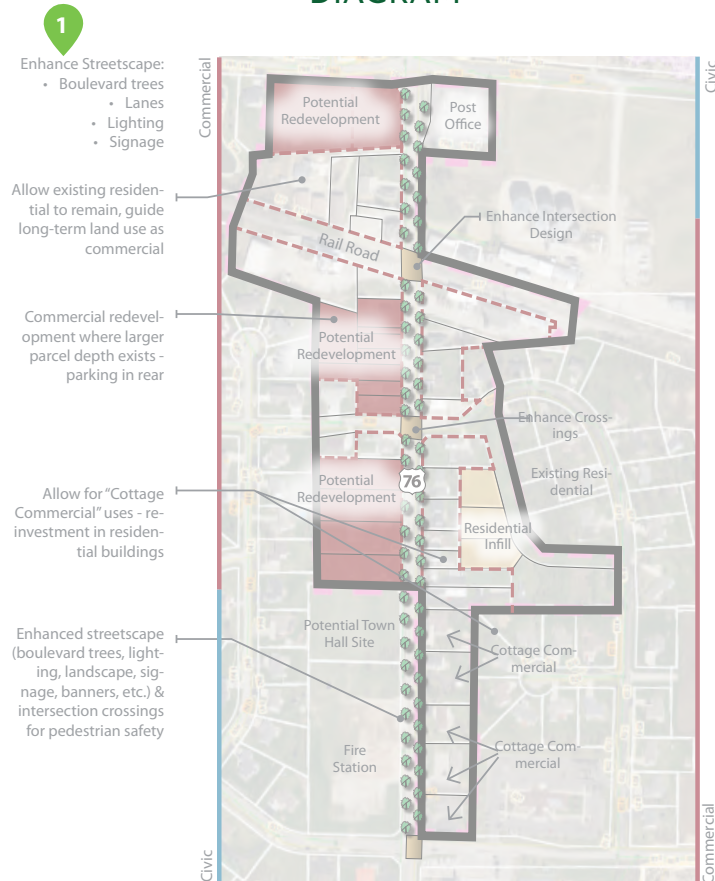 DIAGRAM
1
Enhance Streetscape:
• Boulevard trees
• Lanes
• Lighting
• Signage
Allow existing residen-
tial to remain, guide
long-term land use as
commercial
Commercial redevel-
opment where larger
parcel depth exists -
parking in rear
Allow for "Cottage
Commercial" uses - re-
investment in residen-
tial buildings
Enhanced streetscape
(boulevard trees, light-
ing, landscape, sig-
nage, banners, etc.) &
intersection crossings
for pedestrian safety
Commercial
Civic
Potential
Redevelopment
Post
Office
Enhance Intersection
Design
Rail Road
Potential
Redevelopment
Enhance Cross-
ings
Existing Resi-
dential
Potential
Redevelopment
76
Residential
Infill
Potential Town
Hall Site
Cottage Com-
mercial
Fire
Station
Cottage Com-
mercial
Civic
Commercial